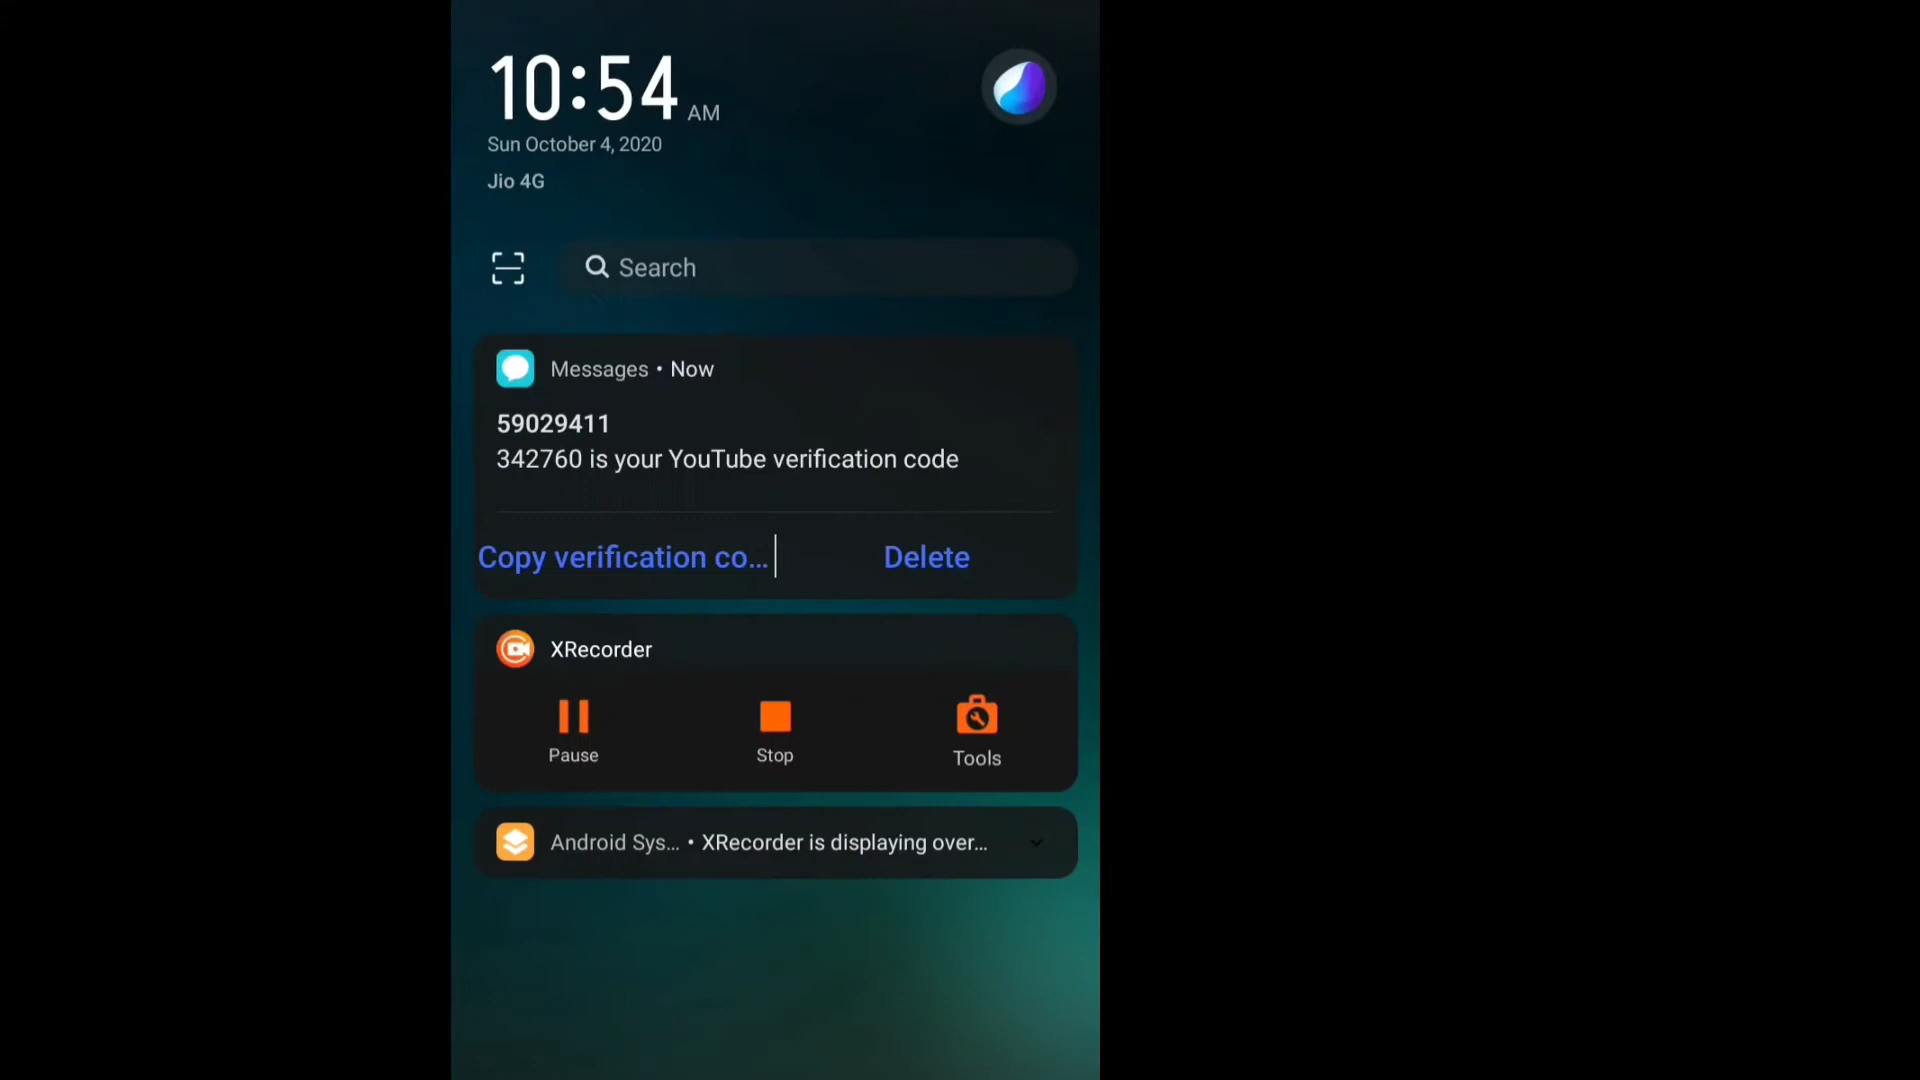 10:54 AM
Sun October 4, 2020
Jio 4G
Search
Messages • Now
59029411
342760 is your YouTube verification code
Copy verification co... Delete
XRecorder
Pause Stop Tools
Android Sys... • XRecorder is displaying over...